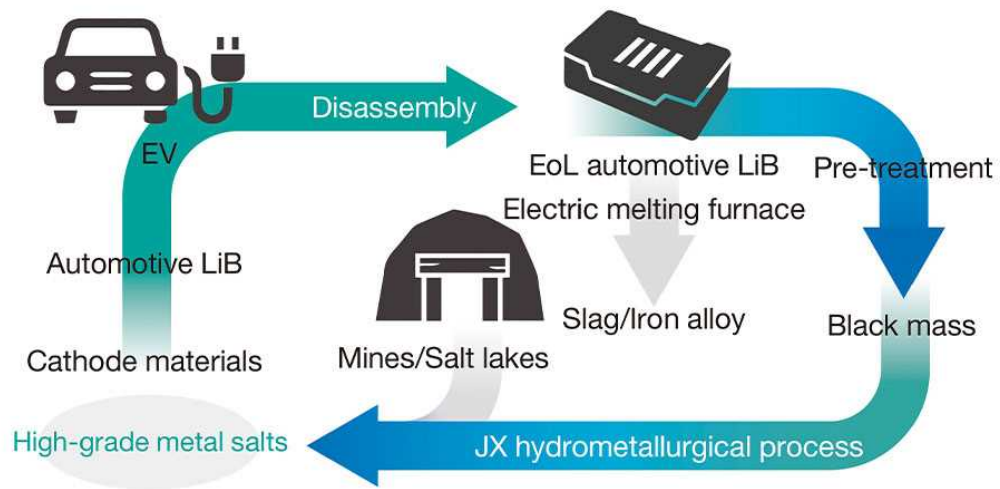 Disassembly
EV
EoL automotive LiB
Pre-treatment
Electric melting furnace
Automotive LiB
Slag/Iron alloy
Black mass
Cathode materials
Mines/Salt lakes
High-grade metal salts
JX hydrometallurgical process